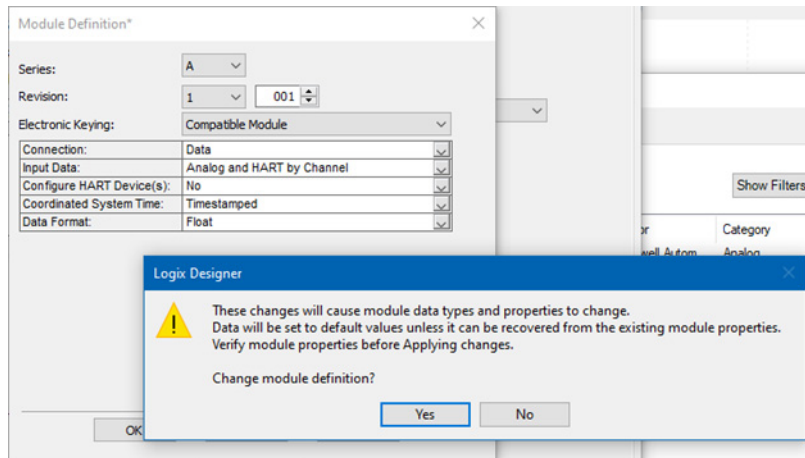 Module Definition*
Series:
A
Revision:
1
001
Electronic Keying:
Compatible Module
Connection:
Data
Input Data:
Analog and HART by Channel
Configure HART Device(s):
No
Coordinated System Time:
Timestamped
Data Format:
Float
Show Filters
Category
Analog
Logix Designer
These changes will cause module data types and properties to change.
Data will be set to default values unless it can be recovered from the existing module properties.
Verify module properties before Applying changes.
Change module definition?
Yes
No
OK